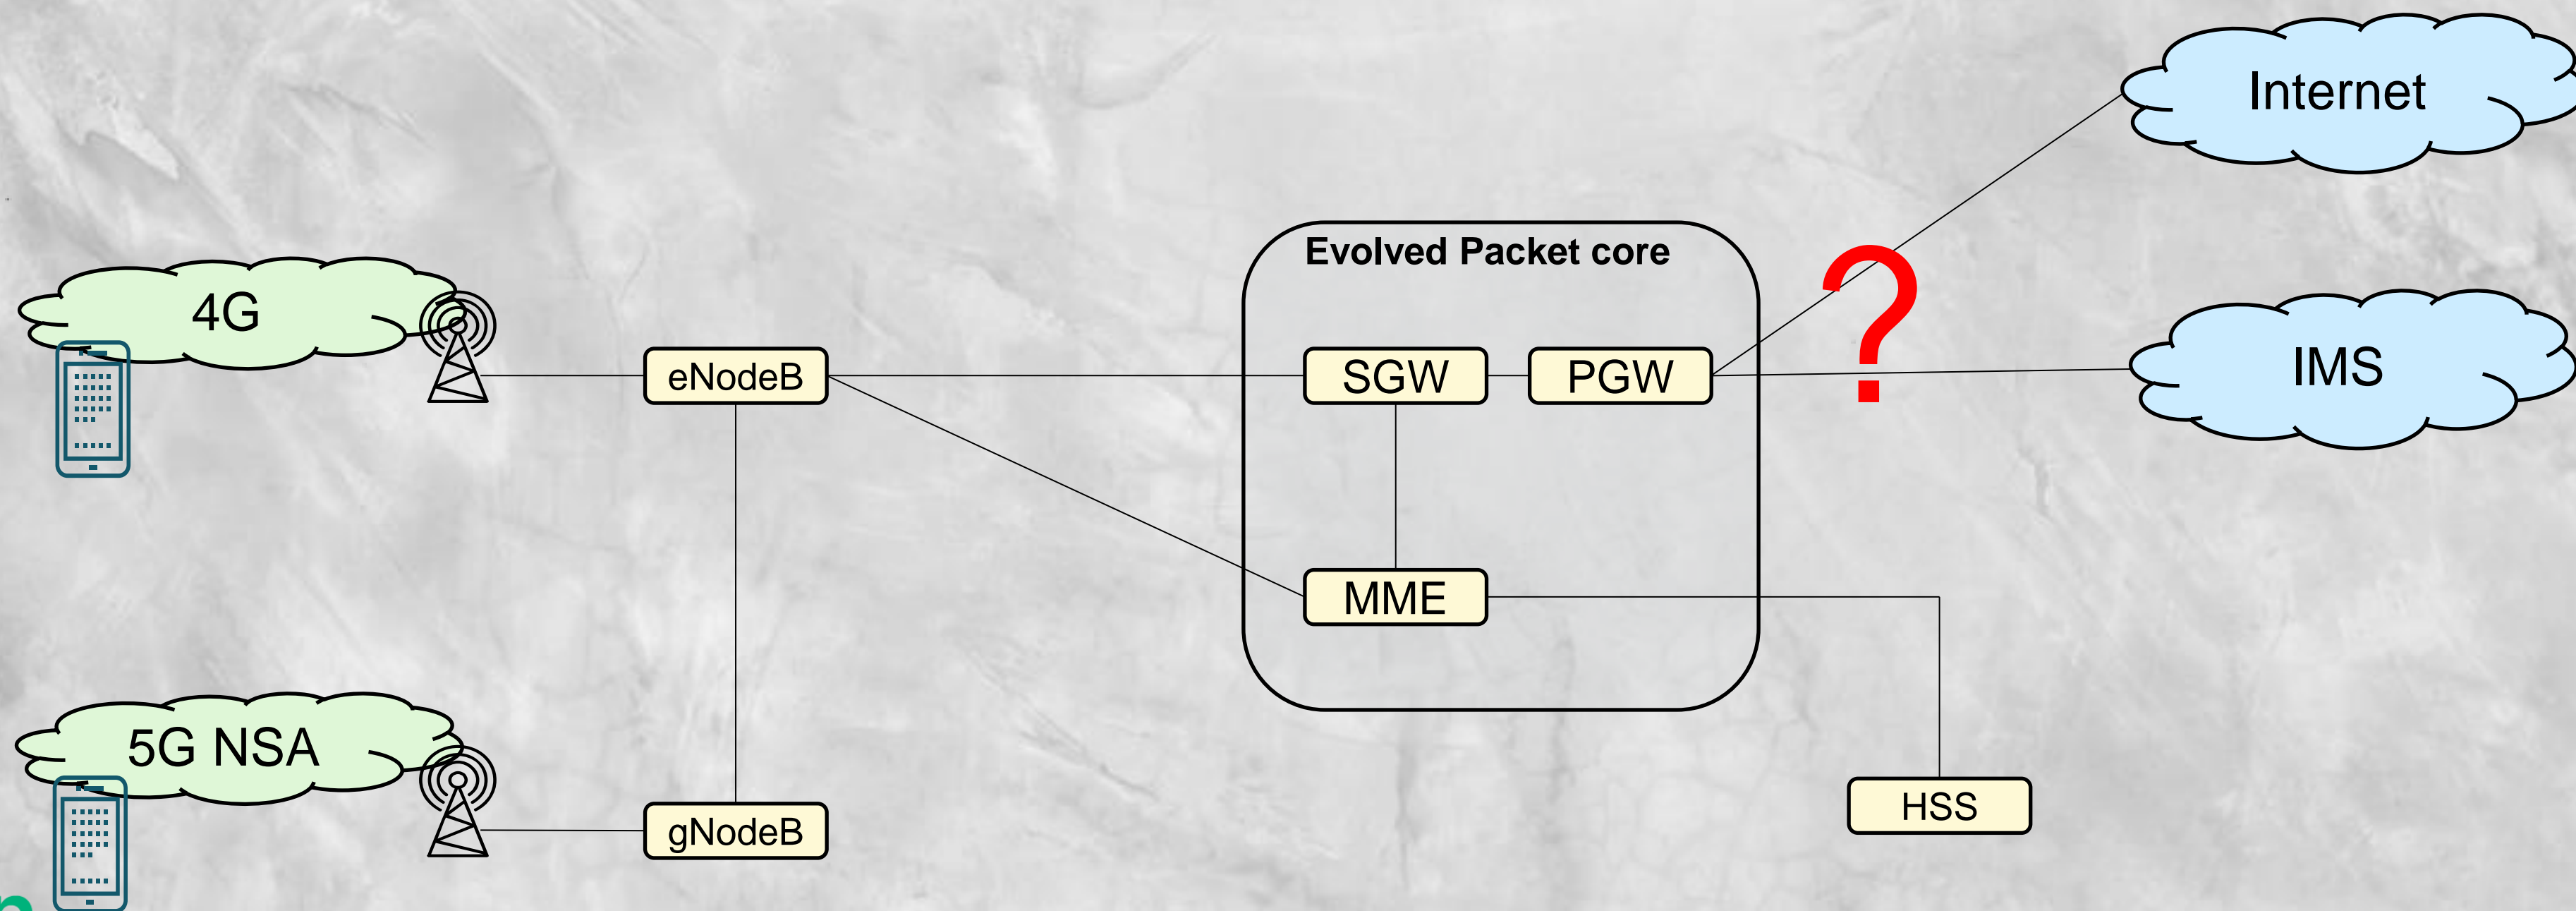 Internet
Evolved Packet core
?
4G
eNodeB
SGW
PGW
IMS
MME
5G NSA
gNodeB
HSS